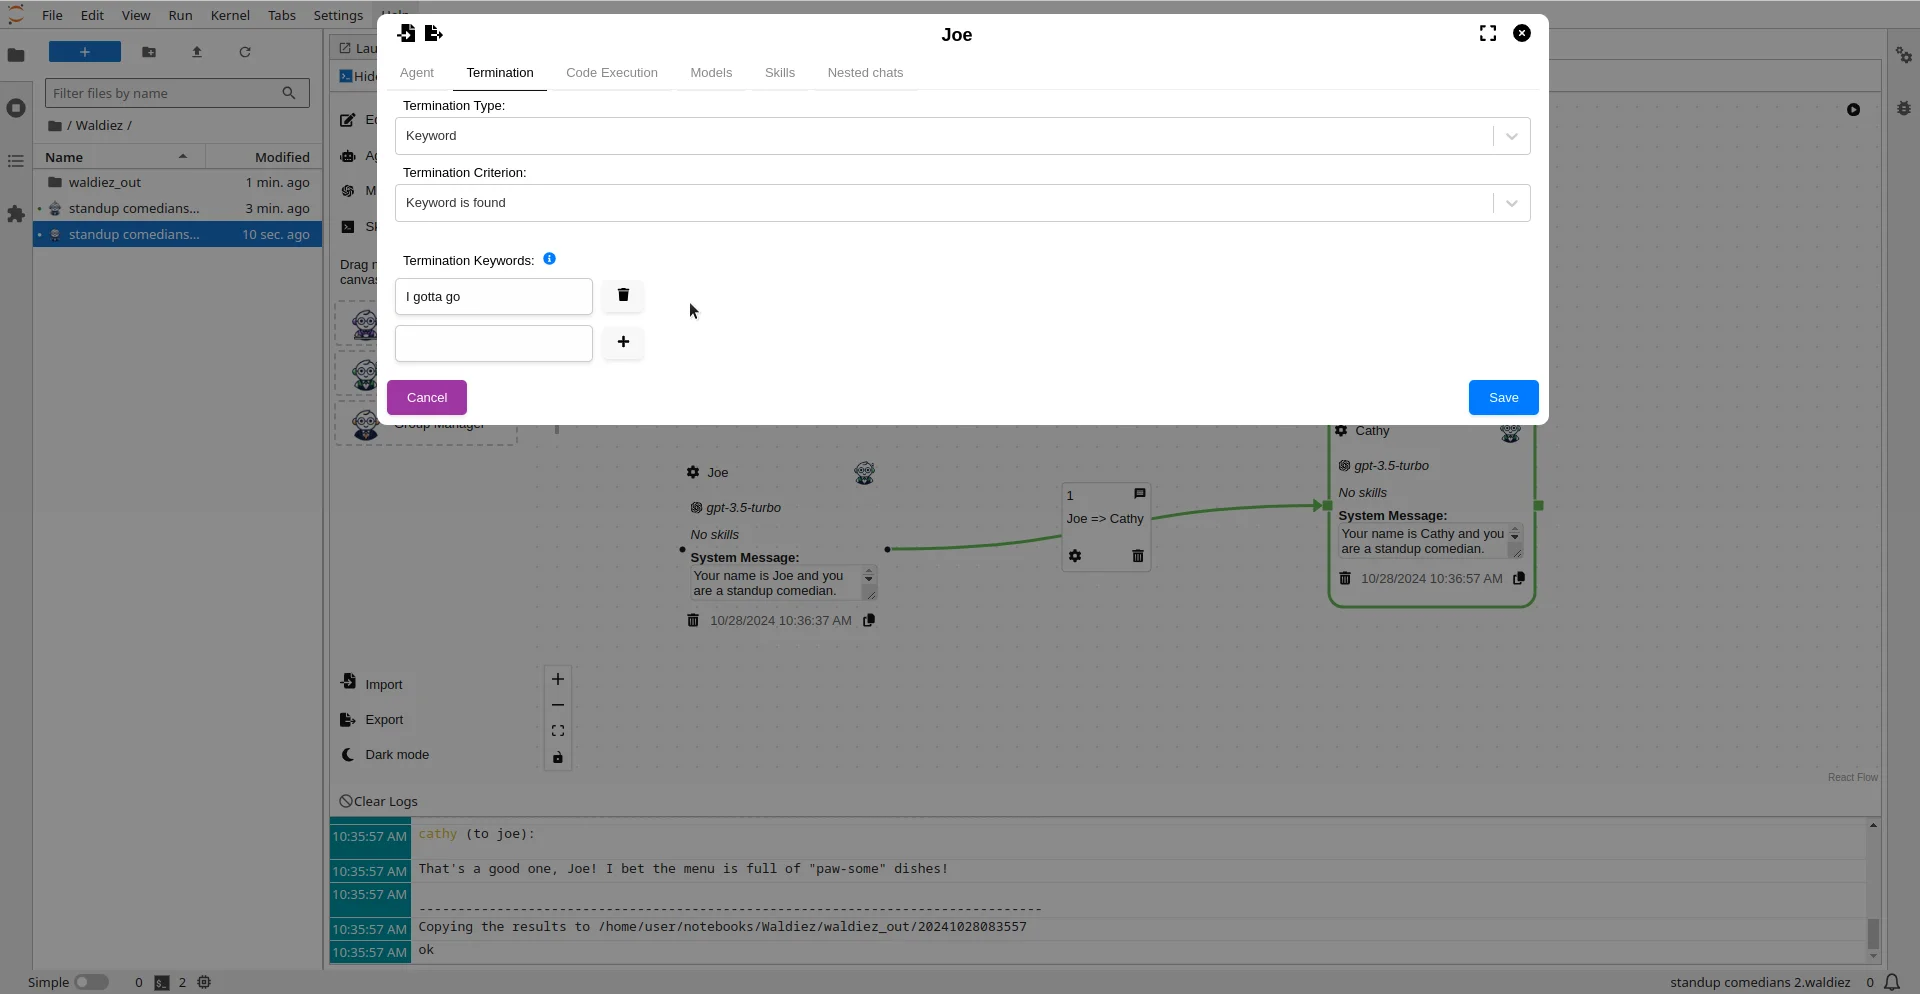 File Edit View Run Kernel Tabs Settings Help
Joe
Agent Termination Code Execution Models Skills Nested chats
Termination Type:
Keyword
Termination Criterion:
Keyword is found
Termination Keywords:
I gotta go
Cancel Save
Filter files by name
/ Waldiez /
Name Modified
waldiez_out 1 min. ago
standup comedians... 3 min. ago
standup comedians... 10 sec. ago
Lau
Hide
Drag
canvas
Group Manager
Joe
gpt-3.5-turbo
No skills
System Message:
Your name is Joe and you
are a standup comedian.
10/28/2024 10:36:37 AM
1
Joe => Cathy
Cathy
gpt-3.5-turbo
No skills
System Message:
Your name is Cathy and you
are a standup comedian.
10/28/2024 10:36:57 AM
Import
Export
Dark mode
React Flow
Clear Logs
10:35:57 AM cathy (to joe):
10:35:57 AM That's a good one, Joe! I bet the menu is full of "paw-some" dishes!
10:35:57 AM
--------------------------------------------------------------------------------
10:35:57 AM Copying the results to /home/user/notebooks/Waldiez/waldiez_out/20241028083557
10:35:57 AM ok
Simple 0 2 standup comedians 2.waldiez 0